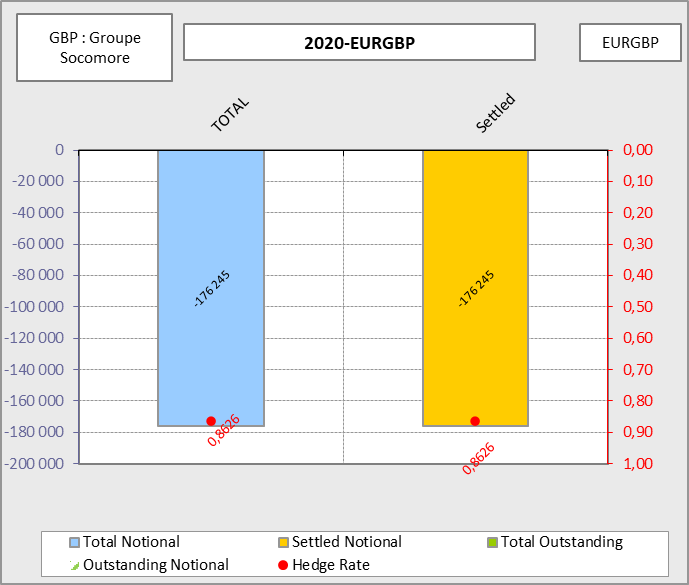 GBP : Groupe
Socomore
2020-EURGBP
EURGBP
TOTAL
Settled
0
-20 000
-40 000
-60 000
-80 000
-100 000
-120 000
-140 000
-160 000
-180 000
-200 000
-176 245
-176 245
0,8626
0,8626
0,00
0,10
0,20
0,30
0,40
0,50
0,60
0,70
0,80
0,90
1,00
Total Notional
Settled Notional
Total Outstanding
Outstanding Notional
Hedge Rate